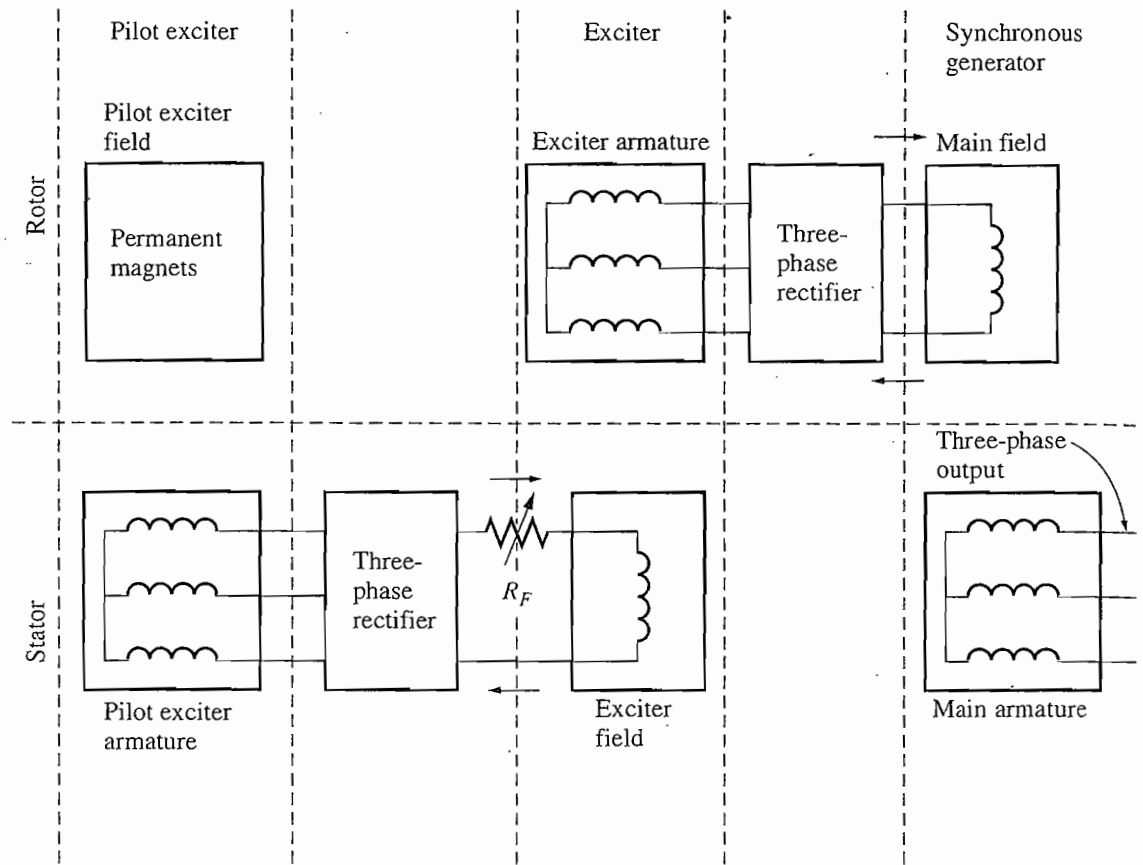 Pilot exciter
Exciter
Synchronous
generator
Pilot exciter
field
Exciter armature
Main field
Rotor
Permanent
magnets
Three-
phase
rectifier
Three-phase
output
Stator
Three-
phase
rectifier
R_F
Pilot exciter
armature
Exciter
field
Main armature